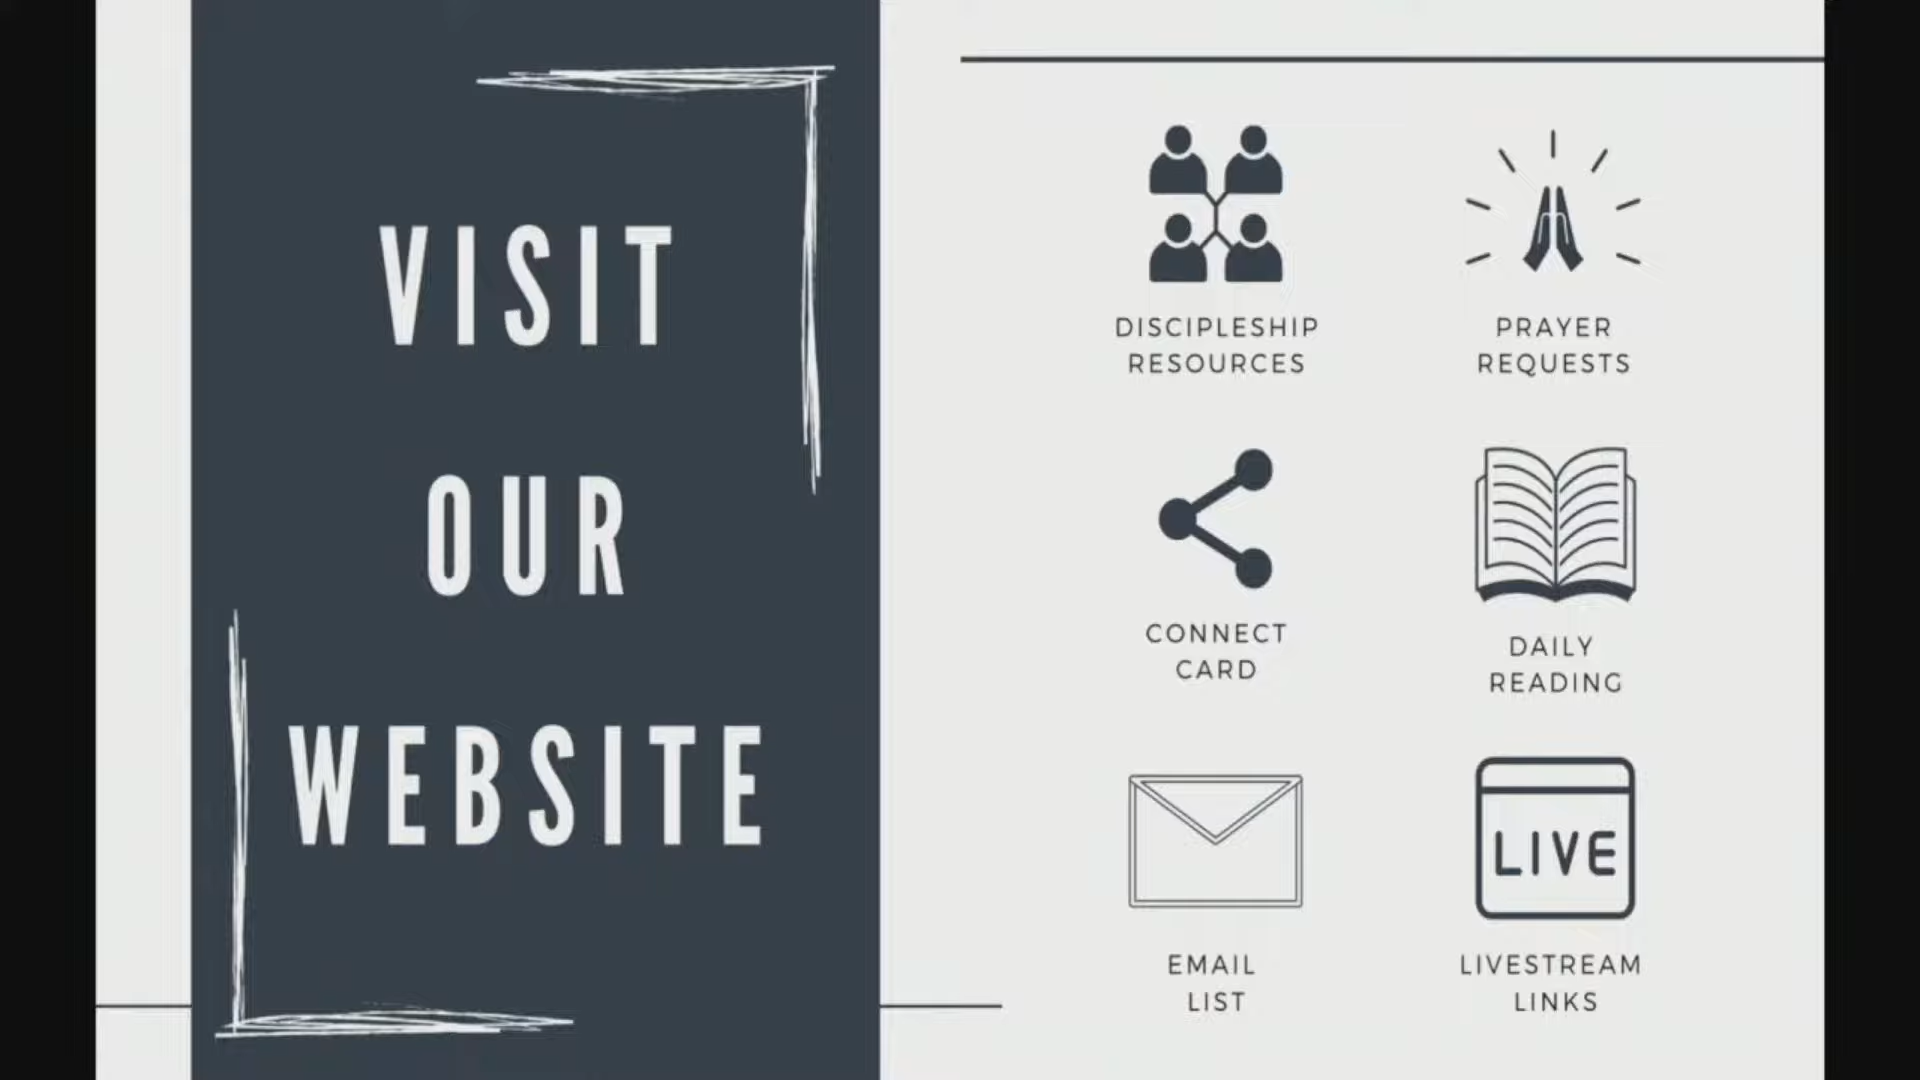 VISIT
OUR
WEBSITE
DISCIPLESHIP
RESOURCES
PRAYER
REQUESTS
CONNECT
CARD
DAILY
READING
EMAIL
LIST
LIVE
LIVESTREAM
LINKS